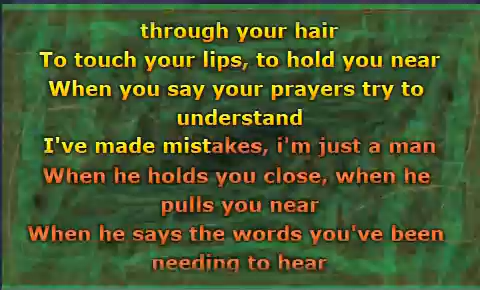 through your hair
To touch your lips, to hold you near
When you say your prayers try to
understand
I've made mistakes, i'm just a man
When he holds you close, when he
pulls you near
When he says the words you've been
needing to hear